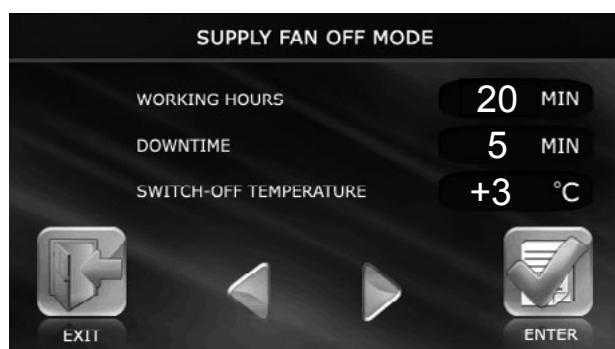 SUPPLY FAN OFF MODE
WORKING HOURS 20 MIN
DOWNTIME 5 MIN
SWITCH-OFF TEMPERATURE +3 °C
EXIT ENTER